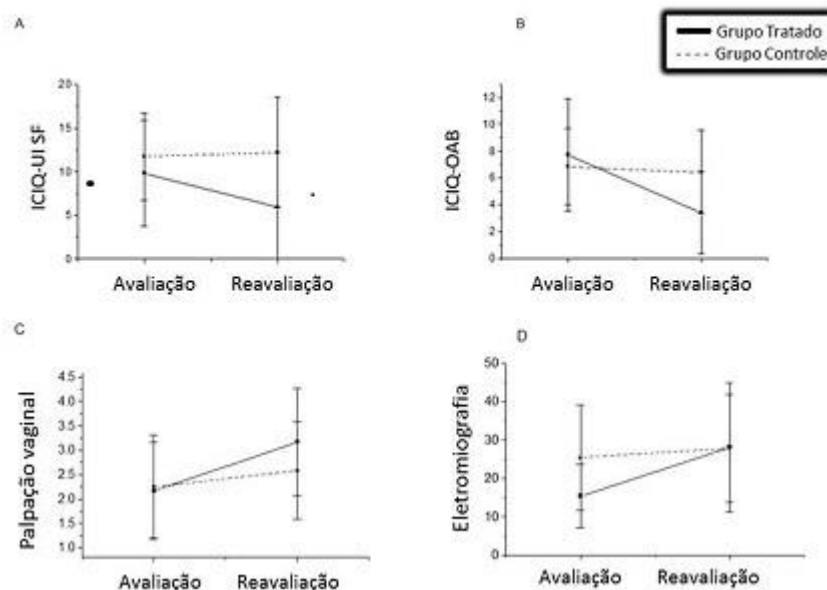 A
B
Grupo Tratado
Grupo Controle
20
15
10
5
0
ICIQ-UI SF
Avaliação Reavaliação
12
10
8
6
4
2
0
ICIQ-OAB
Avaliação Reavaliação
C
D
4.5
3.5
3.0
2.5
2.0
1.5
1.0
Palpação vaginal
Avaliação Reavaliação
50
40
30
20
10
0
Eletromiografia
Avaliação Reavaliação